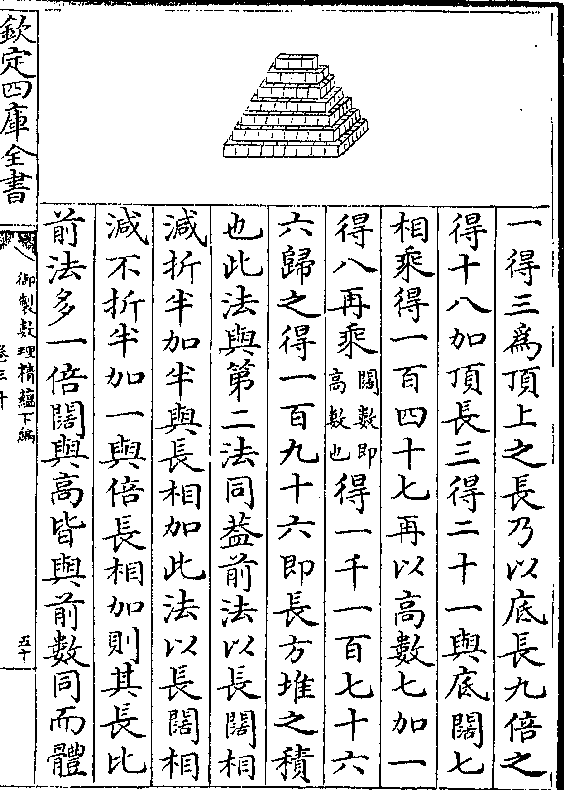 一得三爲頂上之長乃以底長九倍之
得十八加頂長三得二十一與底闊七
相乘得一百四十七再以高數七加一
得八再乘闊數即高數也得一千一百七十六
六歸之得一百九十六即長方堆之積
也此法與第二法同葢前法以長闊相
減折半加半與長相加此法以長闊相
減不折半加一與倍長相加則其長比
前法多一倍闊與高皆與前數同而體
欽定四庫全書
御製數理精蘊下編
卷三十
五十